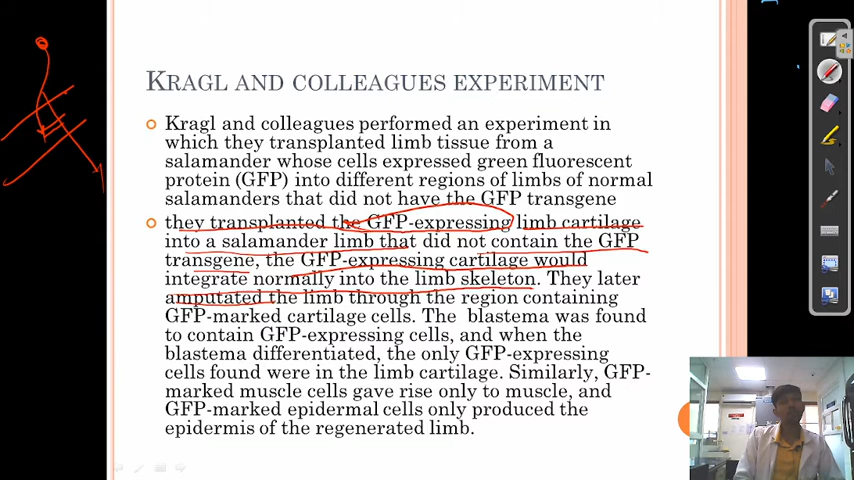 KRAGL AND COLLEAGUES EXPERIMENT
Kragl and colleagues performed an experiment in
which they transplanted limb tissue from a
salamander whose cells expressed green fluorescent
protein (GFP) into different regions of limbs of normal
salamanders that did not have the GFP transgene
they transplanted the GFP-expressing limb cartilage
into a salamander limb that did not contain the GFP
transgene, the GFP-expressing cartilage would
integrate normally into the limb skeleton. They later
amputated the limb through the region containing
GFP-marked cartilage cells. The blastema was found
to contain GFP-expressing cells, and when the
blastema differentiated, the only GFP-expressing
cells found were in the limb cartilage. Similarly, GFP-
marked muscle cells gave rise only to muscle, and
GFP-marked epidermal cells only produced the
epidermis of the regenerated limb.